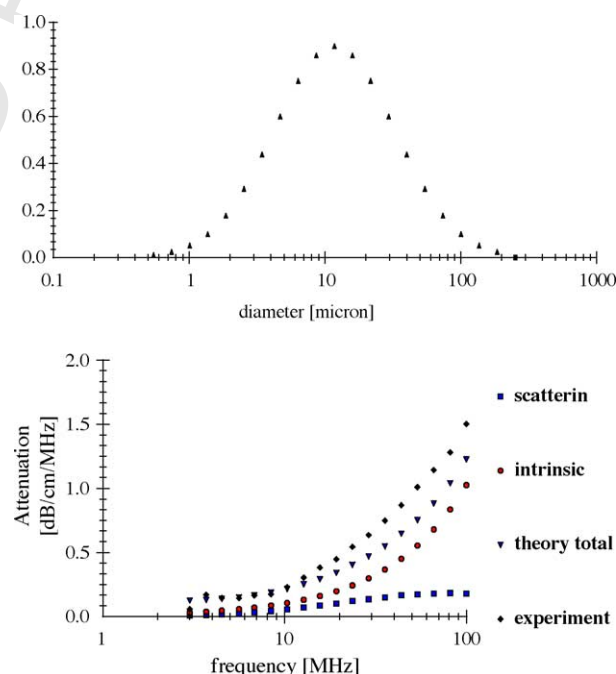 1.0
0.8
0.6
0.4
0.2
0.0
0.1 1 10 100 1000
diameter [micron]
2.0
1.5
1.0
0.5
0.0
Attenuation
[dB/cm/MHz]
1 10 100
frequency [MHz]
scatterin
intrinsic
theory total
experiment